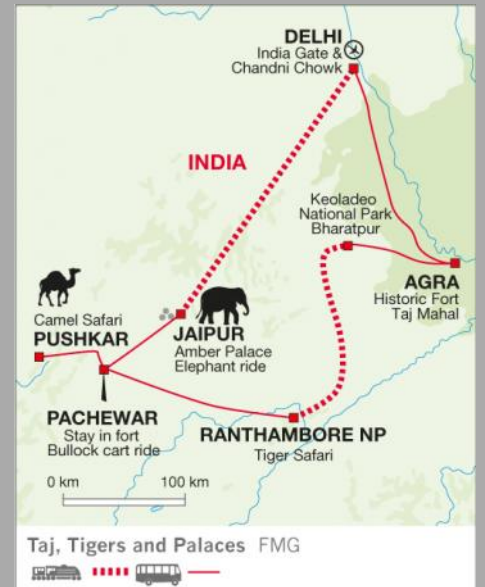 DELHI
India Gate &
Chandni Chowk
INDIA
Keoladeo
National Park
Bharatpur
AGRA
Historic Fort
Taj Mahal
Camel Safari
PUSHKAR
JAIPUR
Amber Palace
Elephant ride
PACHEWAR
Stay in fort
Bullock cart ride
RANTHAMBORE NP
Tiger Safari
0 km 100 km
Taj, Tigers and Palaces FMG